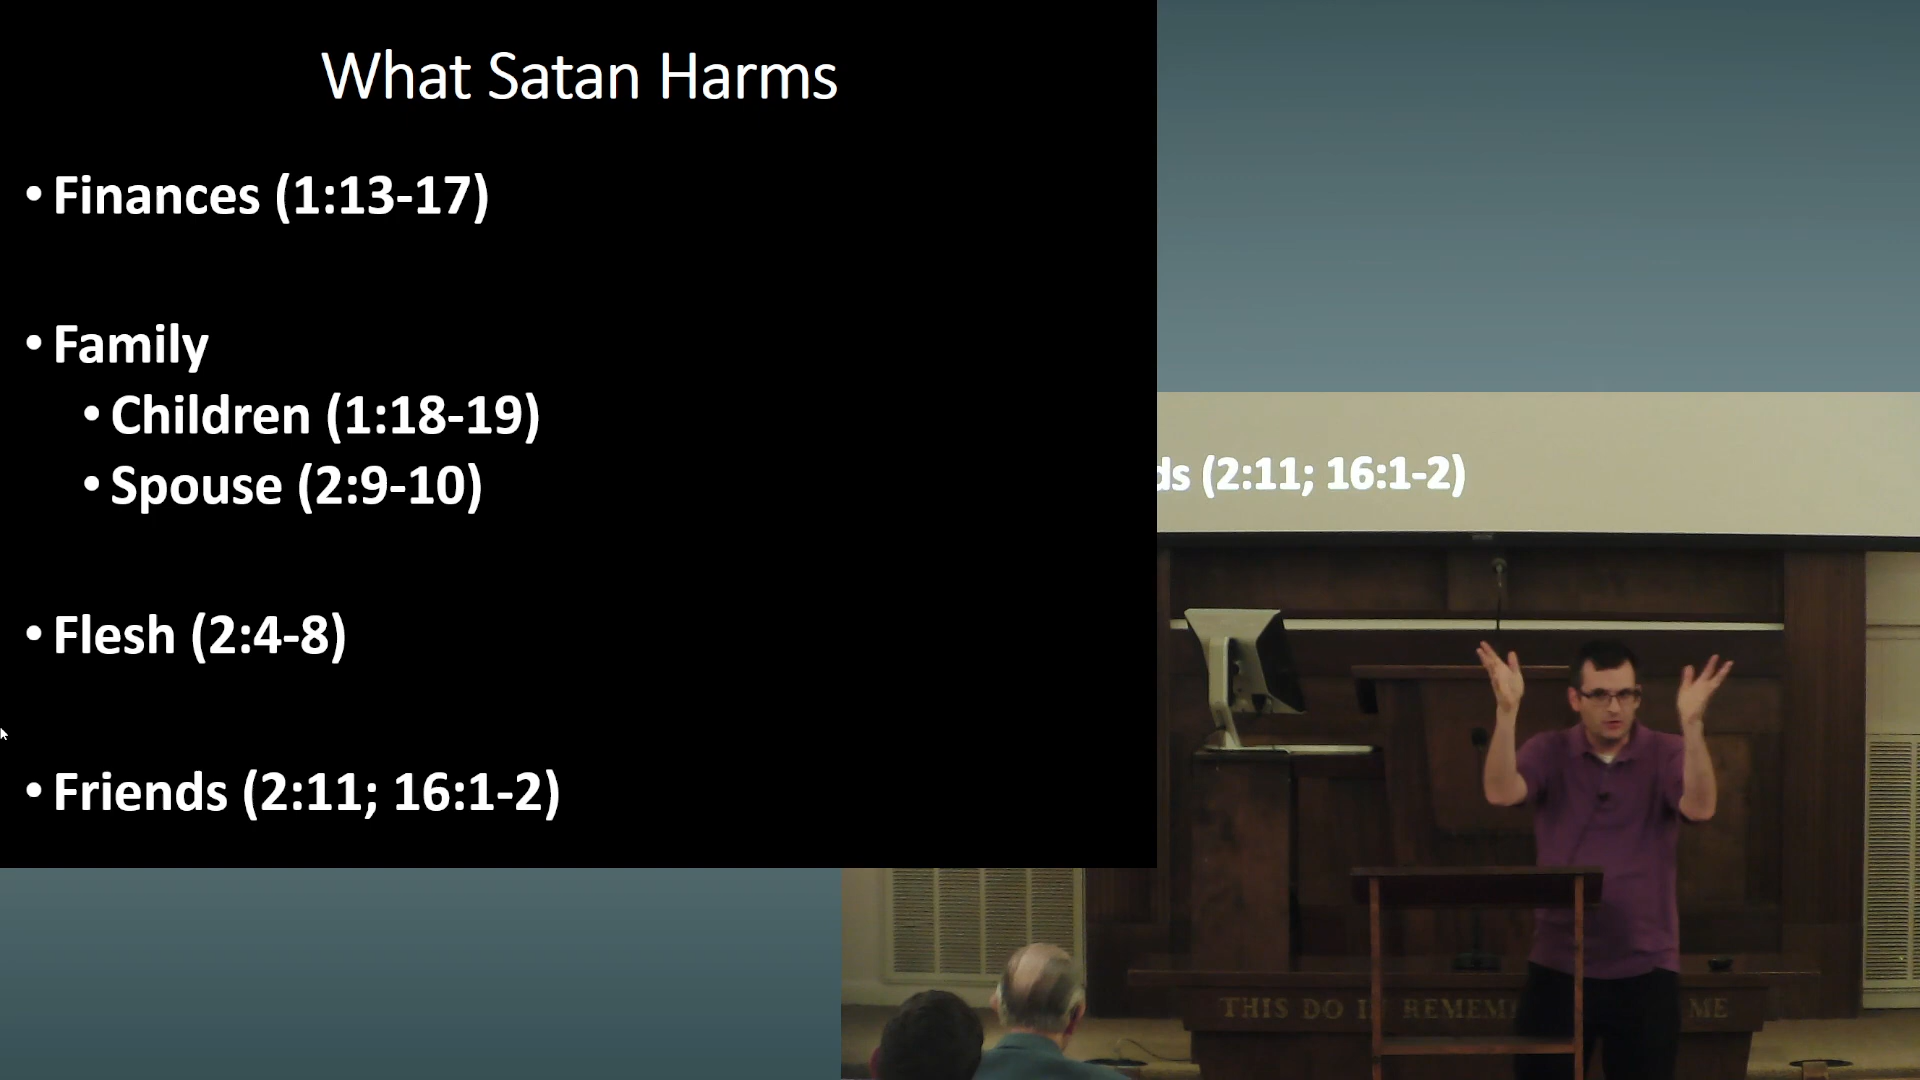 What Satan Harms
• Finances (1:13-17)
• Family
• Children (1:18-19)
• Spouse (2:9-10)
• Flesh (2:4-8)
• Friends (2:11; 16:1-2)
ds (2:11; 16:1-2)
THIS DO I REMEM ME